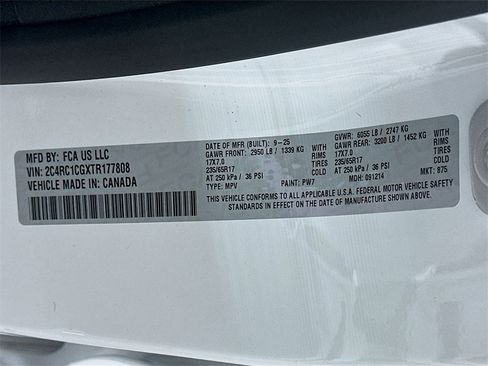 MFD BY: FCA US LLC
VIN: 2C4RC1CGXTR177808
VEHICLE MADE IN: CANADA
DATE OF MFR (BUILT): 9-25
GAWR FRONT: 2950 LB / 1339 KG WITH
17X7.0 RIMS
235/65R17 TIRES
AT 250 kPa / 36 PSI COLD
TYPE: MPV PAINT: PW7
GVWR: 6055 LB / 2747 KG
GAWR REAR: 3200 LB / 1452 KG WITH
17X7.0 RIMS
235/65R17 TIRES
AT 250 kPa / 36 PSI COLD
MDH: 091214 MKT: 875
THIS VEHICLE CONFORMS TO ALL APPLICABLE U.S.A. FEDERAL MOTOR VEHICLE SAFETY
STANDARDS IN EFFECT ON THE DATE OF MANUFACTURE SHOWN ABOVE.